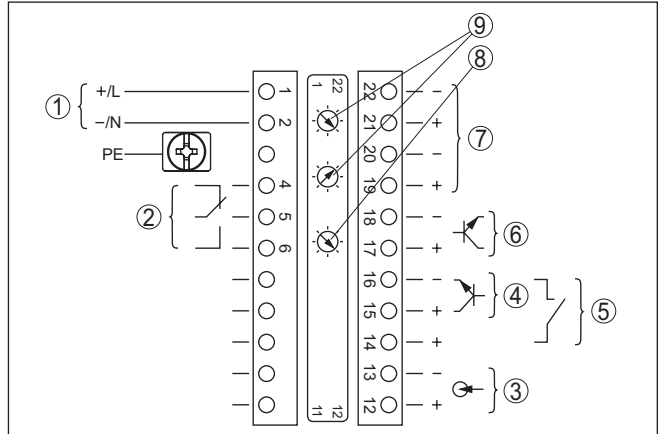 ⑨
⑧
+/L 1 1 22 22 −
① −/N 2 21 +
PE 20 −
⑦
4 19 +
② 5 18 − ⑥
6 17 +
16 − ④
15 + ⑤
14 +
13 − ③
11 12 12 +